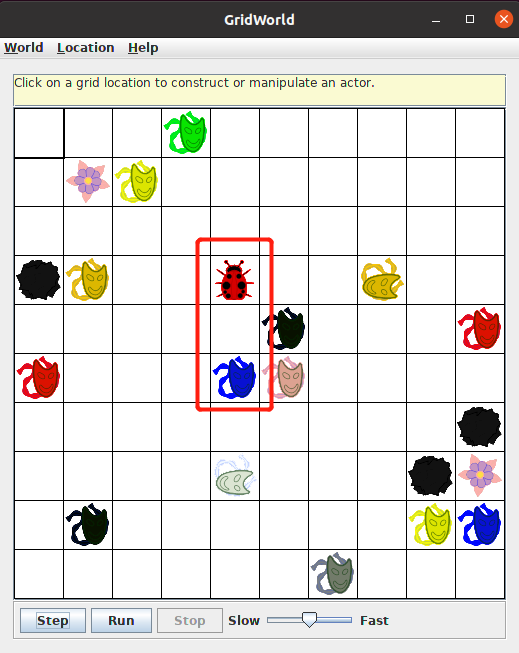 GridWorld
World Location Help
Click on a grid location to construct or manipulate an actor.
Step Run Stop Slow Fast